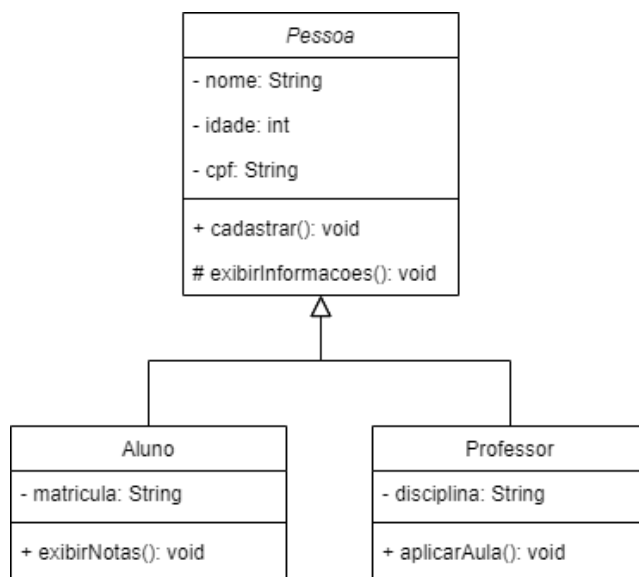 Pessoa
- nome: String
- idade: int
- cpf: String
+ cadastrar(): void
# exibirInformacoes(): void
Aluno
- matricula: String
+ exibirNotas(): void
Professor
- disciplina: String
+ aplicarAula(): void